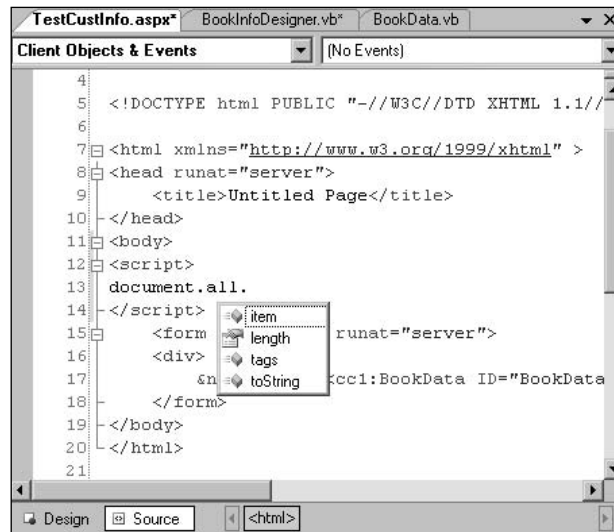 TestCustInfo.aspx* BookInfoDesigner.vb* BookData.vb
Client Objects & Events (No Events)
4
5 <!DOCTYPE html PUBLIC "-//W3C//DTD XHTML 1.1//
6
7 <html xmlns="http://www.w3.org/1999/xhtml" >
8 <head runat="server">
9 <title>Untitled Page</title>
10 </head>
11 <body>
12 <script>
13 document.all.
14 </script>
item
15 <form runat="server">
length
16 <div>
tags
17 &n <cc1:BookData ID="BookData
toString
18 </form>
19 </body>
20 </html>
21
Design Source <html>